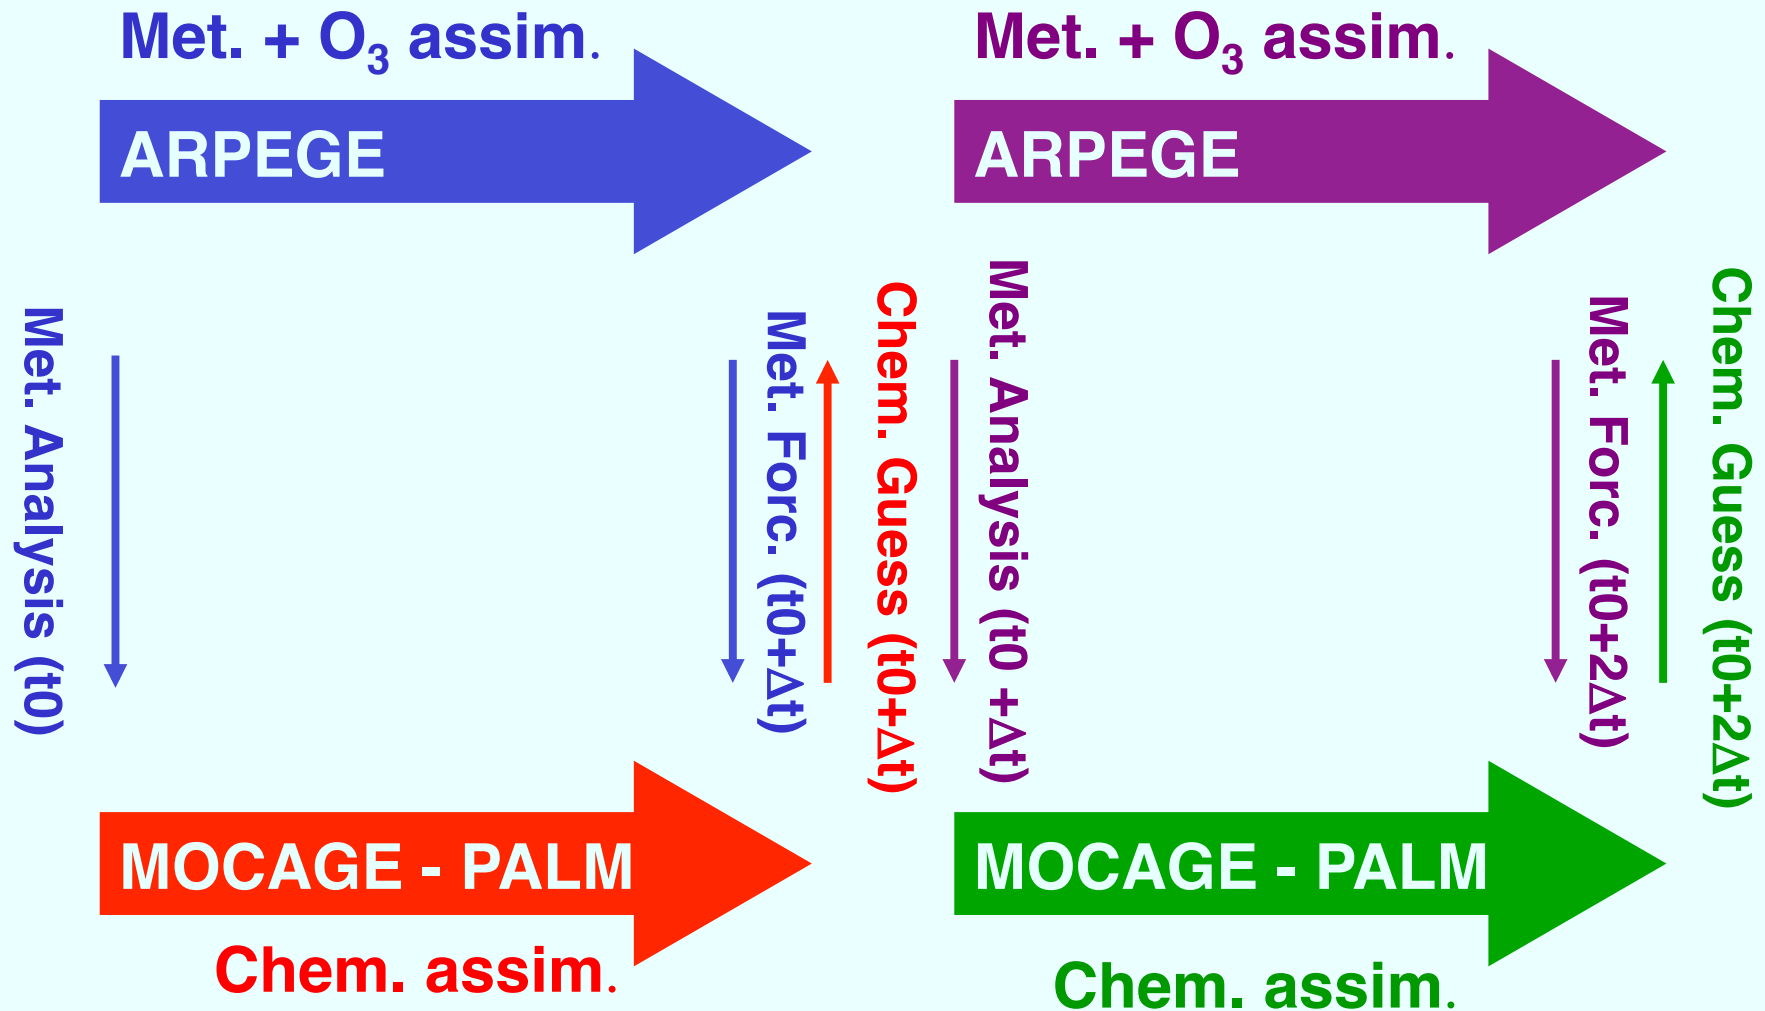 Met. + O₃ assim.
Met. + O₃ assim.
ARPEGE
ARPEGE
Met. Analysis (t0)
Met. Forc. (t0+Δt)
Chem. Guess (t0+Δt)
Met. Analysis (t0 +Δt)
Met. Forc. (t0+2Δt)
Chem. Guess (t0+2Δt)
MOCAGE - PALM
MOCAGE - PALM
Chem. assim.
Chem. assim.